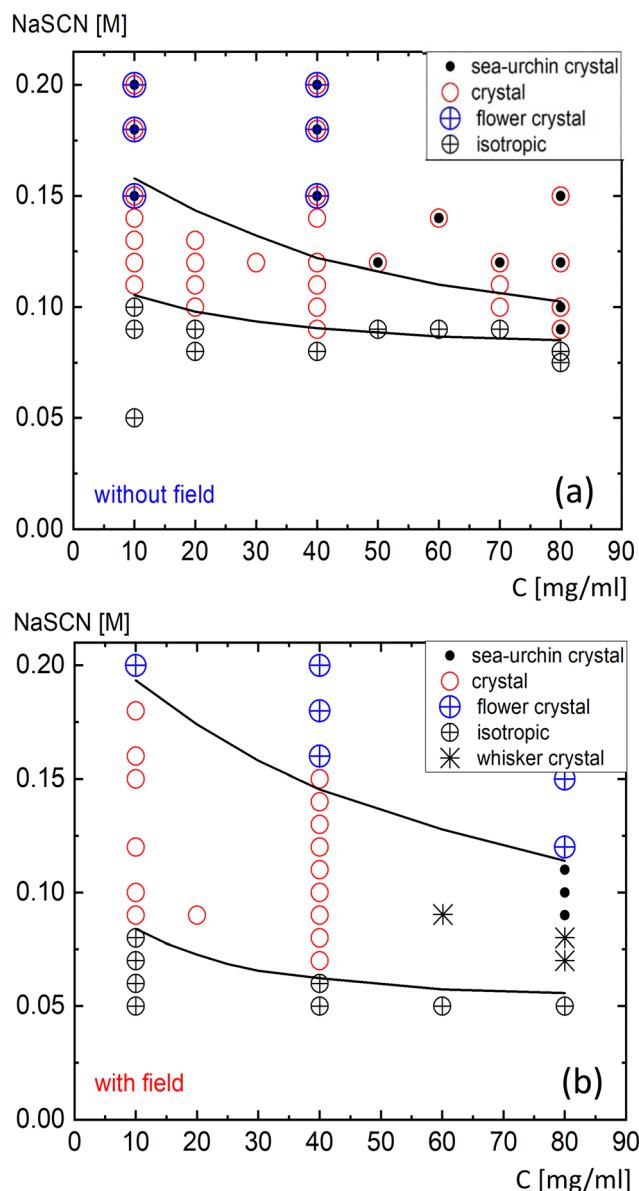 NaSCN [M]
sea-urchin crystal
crystal
flower crystal
isotropic
0.20
0.15
0.10
0.05
0.00
without field
(a)
0 10 20 30 40 50 60 70 80 90
C [mg/ml]
NaSCN [M]
sea-urchin crystal
crystal
flower crystal
isotropic
whisker crystal
0.20
0.15
0.10
0.05
0.00
with field
(b)
0 10 20 30 40 50 60 70 80 90
C [mg/ml]